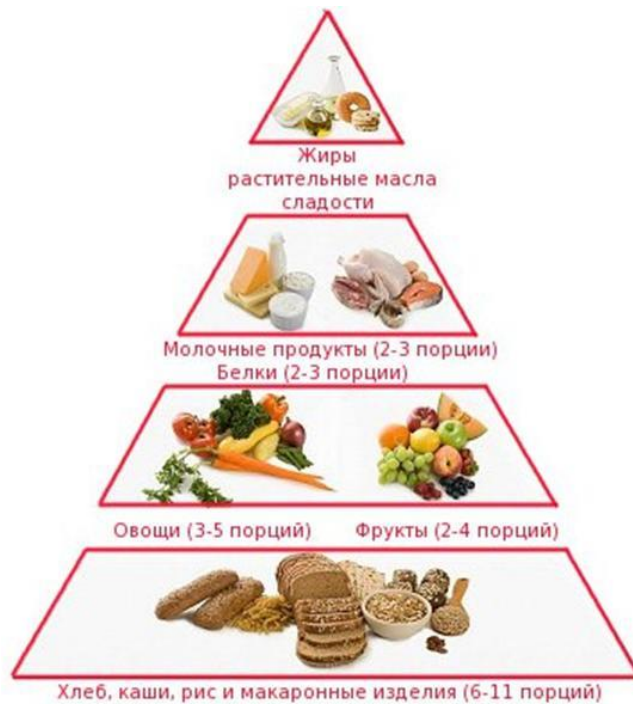 Жиры
растительные масла
сладости
Молочные продукты (2-3 порции)
Белки (2-3 порции)
Овощи (3-5 порций)
Фрукты (2-4 порций)
Хлеб, каши, рис и макаронные изделия (6-11 порций)